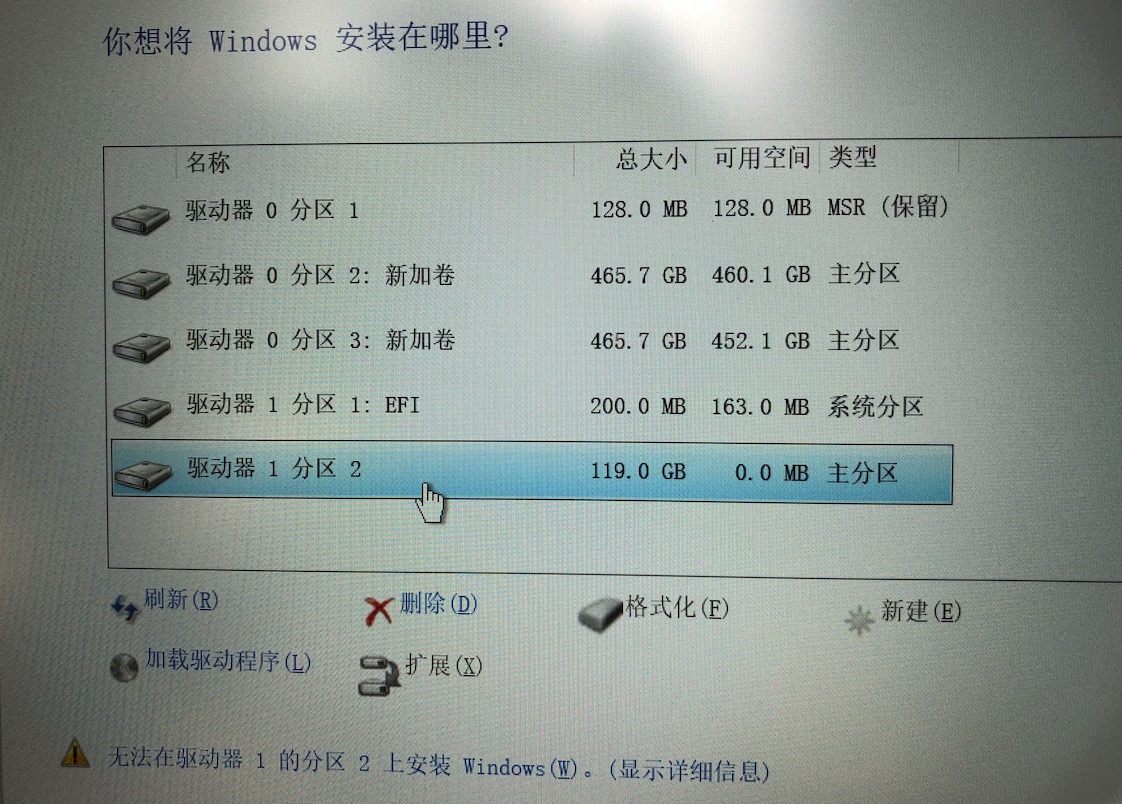 你想将 Windows 安装在哪里?
名称 总大小 可用空间 类型
驱动器 0 分区 1 128.0 MB 128.0 MB MSR (保留)
驱动器 0 分区 2: 新加卷 465.7 GB 460.1 GB 主分区
驱动器 0 分区 3: 新加卷 465.7 GB 452.1 GB 主分区
驱动器 1 分区 1: EFI 200.0 MB 163.0 MB 系统分区
驱动器 1 分区 2 119.0 GB 0.0 MB 主分区
刷新(R) 删除(D) 格式化(F) 新建(E)
加载驱动程序(L) 扩展(X)
无法在驱动器 1 的分区 2 上安装 Windows(W)。(显示详细信息)